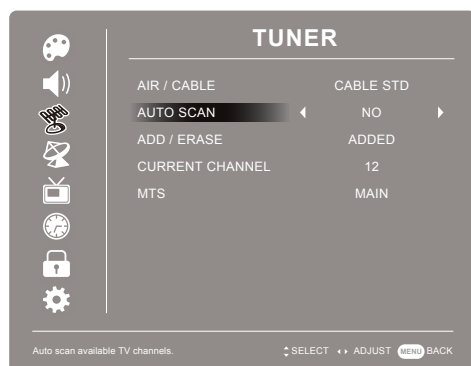 TUNER
AIR / CABLE CABLE STD
AUTO SCAN NO
ADD / ERASE ADDED
CURRENT CHANNEL 12
MTS MAIN
Auto scan available TV channels. SELECT ADJUST MENU BACK